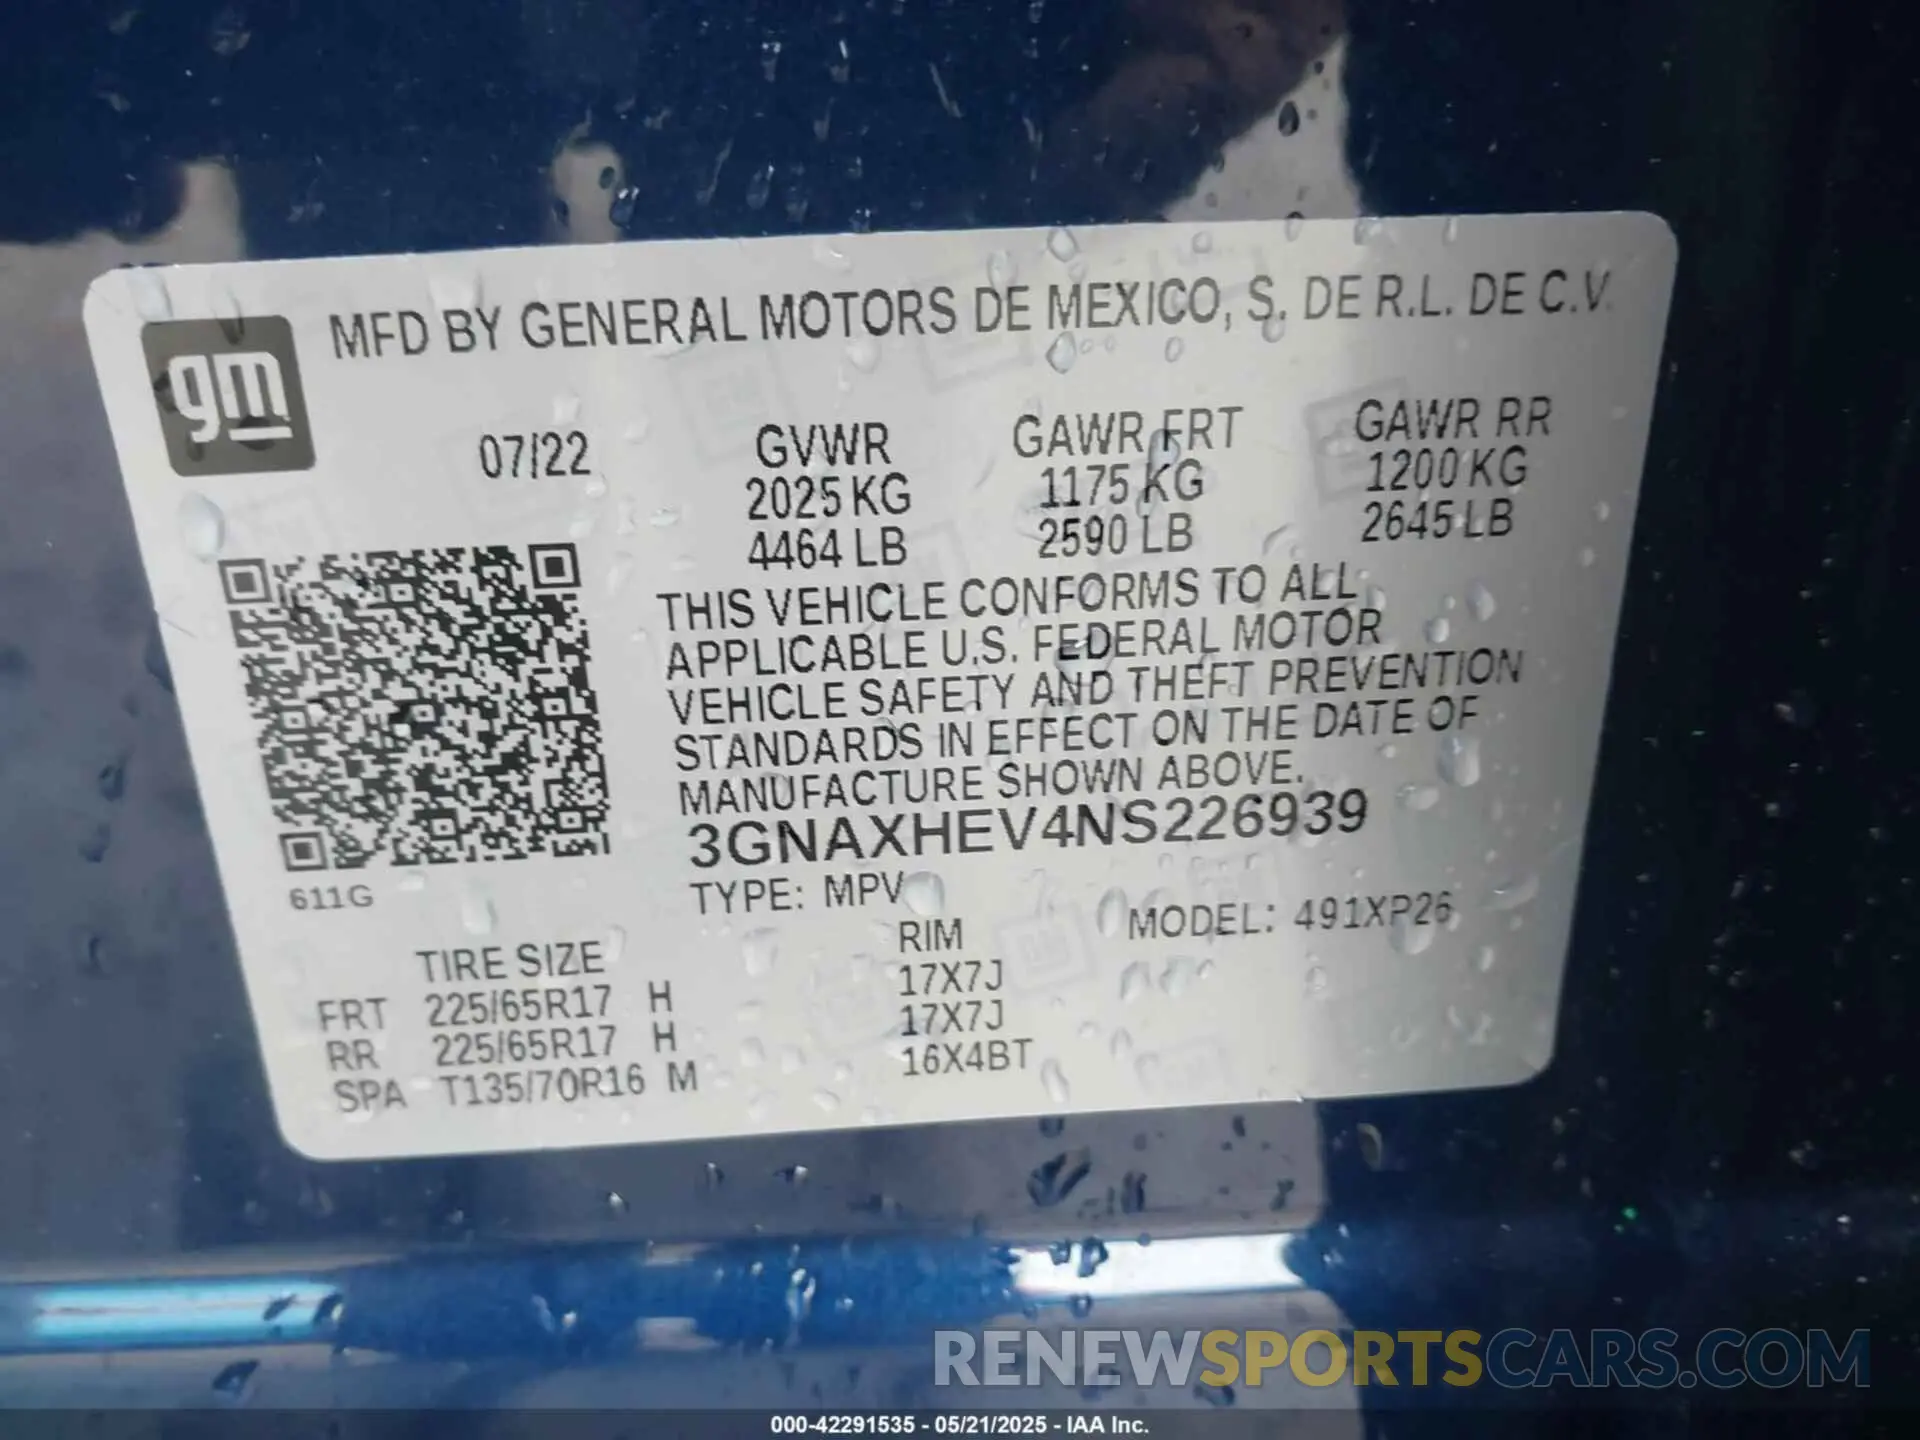 gm
MFD BY GENERAL MOTORS DE MEXICO, S. DE R.L. DE C.V.
07/22
GVWR
2025 KG
4464 LB
GAWR FRT
1175 KG
2590 LB
GAWR RR
1200 KG
2645 LB
THIS VEHICLE CONFORMS TO ALL
APPLICABLE U.S. FEDERAL MOTOR
VEHICLE SAFETY AND THEFT PREVENTION
STANDARDS IN EFFECT ON THE DATE OF
MANUFACTURE SHOWN ABOVE.
3GNAXHEV4NS226939
611G
TYPE: MPV
MODEL: 491XP26
TIRE SIZE RIM
FRT 225/65R17 H 17X7J
RR 225/65R17 H 17X7J
SPA T135/70R16 M 16X4BT
RENEWSPORTSCARS.COM
000-42291535 - 05/21/2025 - IAA Inc.